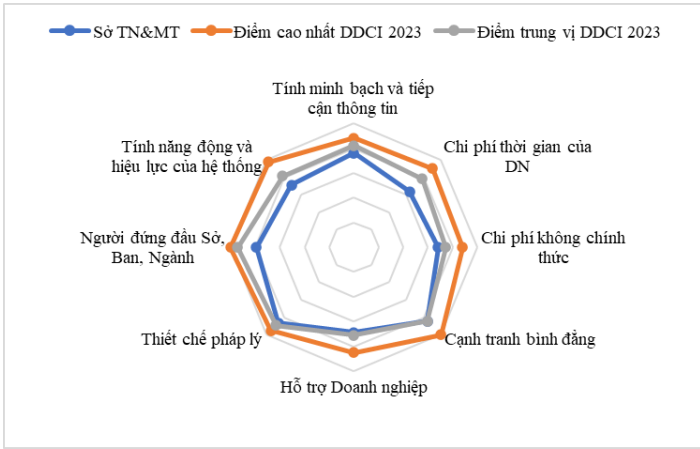 Sở TN&MT Điểm cao nhất DDCI 2023 Điểm trung vị DDCI 2023
Tính minh bạch và tiếp
cận thông tin
Chi phí thời gian của
DN
Chi phí không chính
thức
Cạnh tranh bình đẳng
Hỗ trợ Doanh nghiệp
Thiết chế pháp lý
Người đứng đầu Sở,
Ban, Ngành
Tính năng động và
hiệu lực của hệ thống